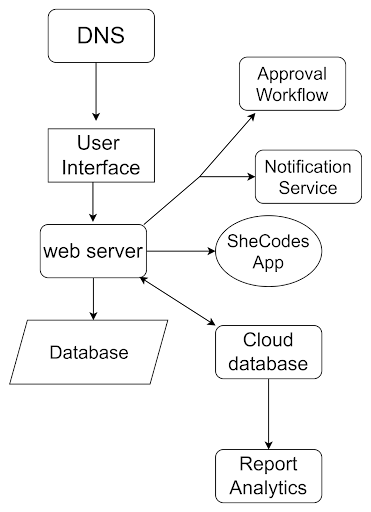 DNS
Approval
Workflow
User
Interface
Notification
Service
web server
SheCodes
App
Database
Cloud
database
Report
Analytics